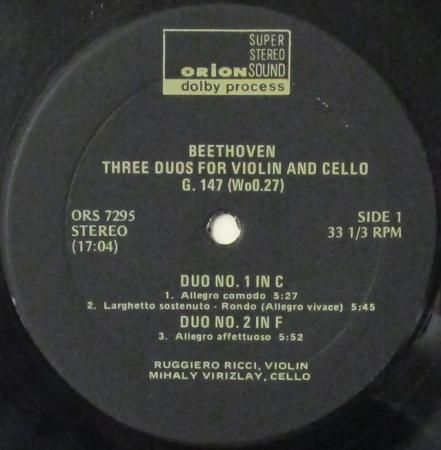 SUPER
STEREO
ORION SOUND
dolby process
BEETHOVEN
THREE DUOS FOR VIOLIN AND CELLO
G. 147 (Wo0.27)
ORS 7295
STEREO
(17:04)
SIDE 1
33 1/3 RPM
DUO NO. 1 IN C
1. Allegro comodo 5:27
2. Larghetto sostenuto - Rondo (Allegro vivace) 5:45
DUO NO. 2 IN F
3. Allegro affettuoso 5:52
RUGGIERO RICCI, VIOLIN
MIHALY VIRIZLAY, CELLO